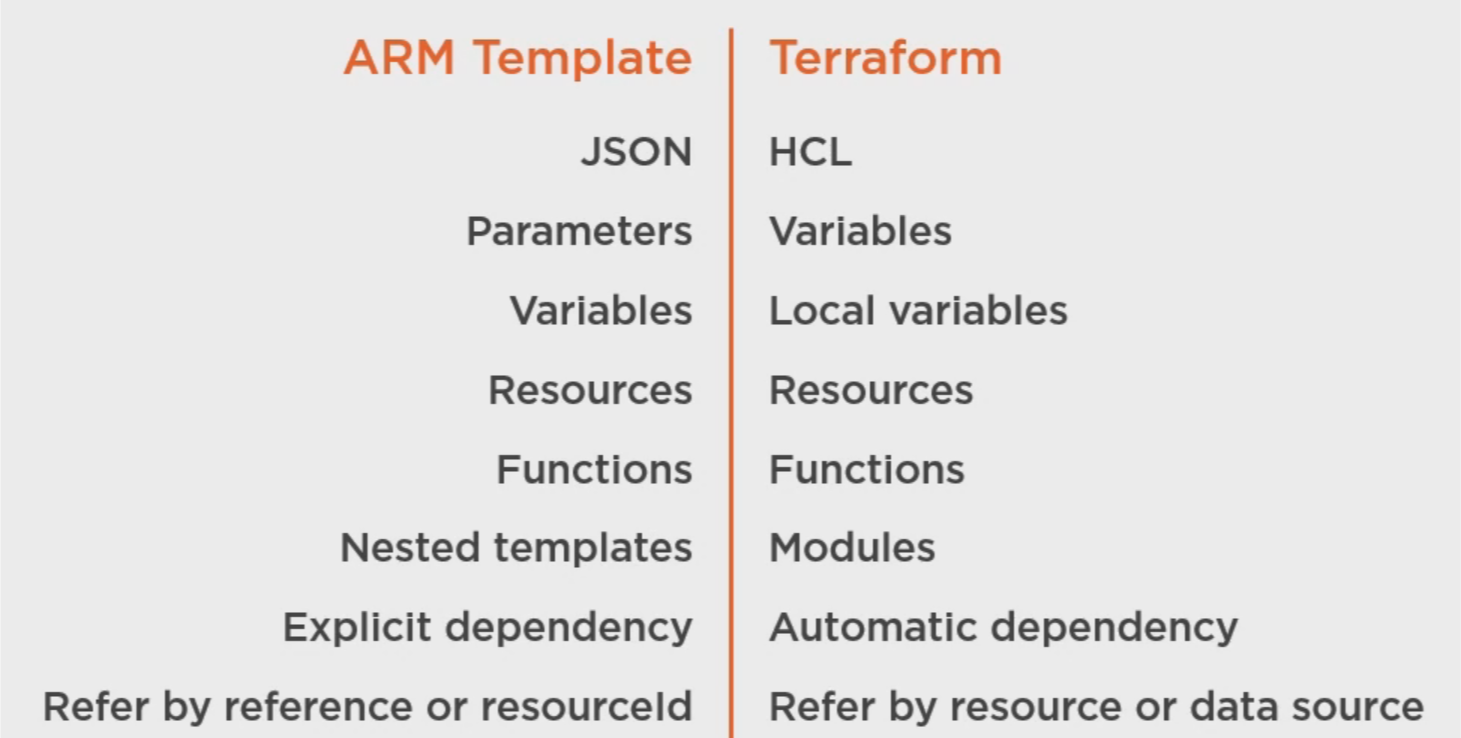 ARM Template Terraform
JSON HCL
Parameters Variables
Variables Local variables
Resources Resources
Functions Functions
Nested templates Modules
Explicit dependency Automatic dependency
Refer by reference or resourceId Refer by resource or data source